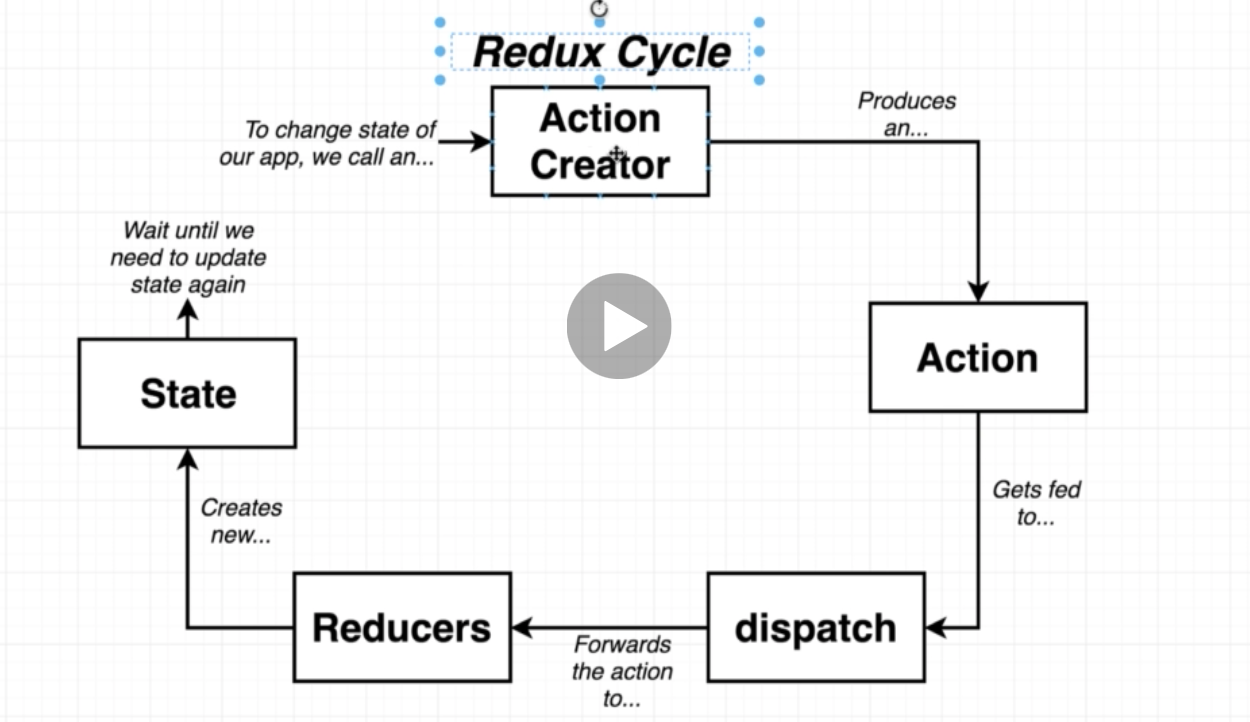 Redux Cycle
To change state of
our app, we call an...
Action
Creator
Produces
an...
Action
Gets fed
to...
dispatch
Forwards
the action
to...
Reducers
Creates
new...
State
Wait until we
need to update
state again